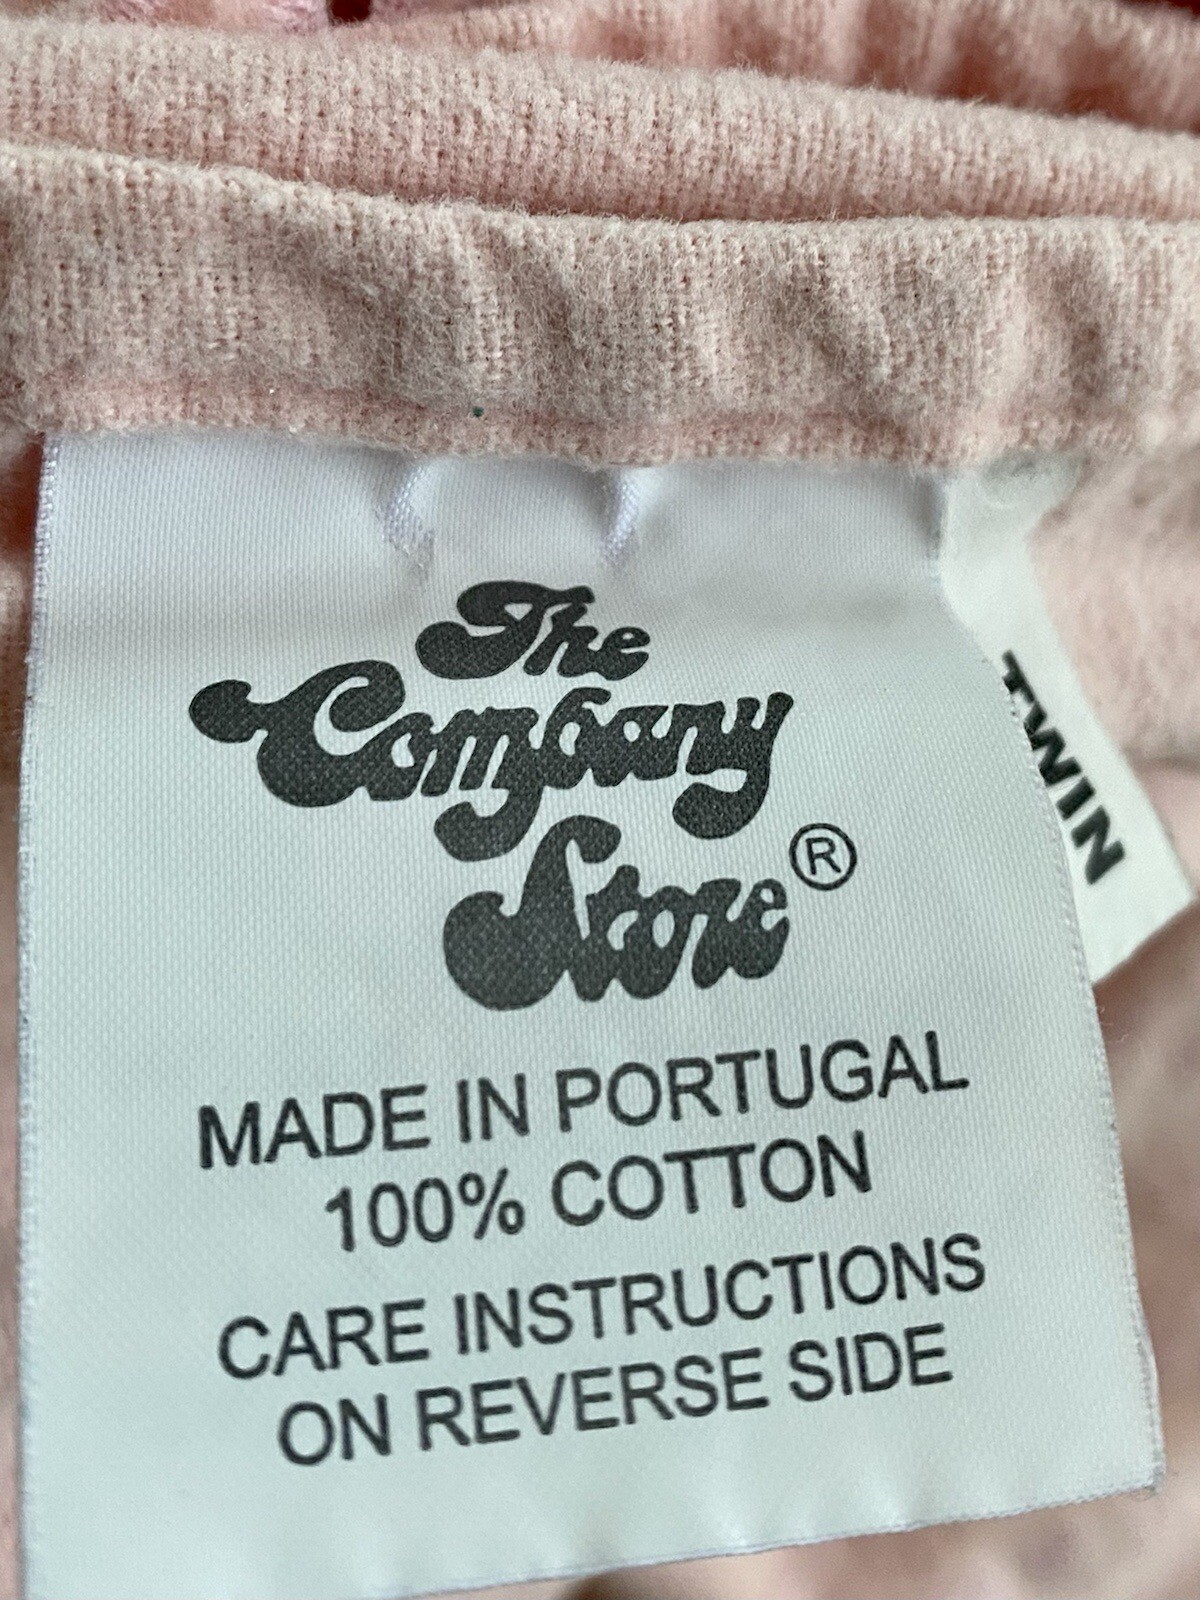 The
Company
Store®
MADE IN PORTUGAL
100% COTTON
CARE INSTRUCTIONS
ON REVERSE SIDE
TWIN